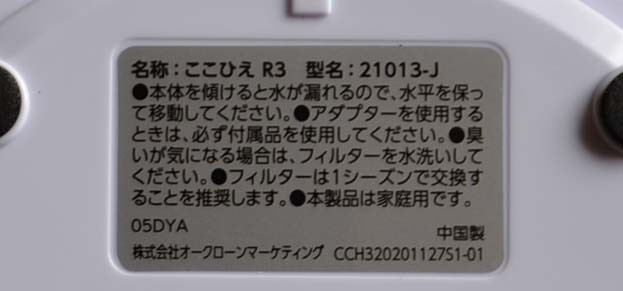 名称：ここひえ R3　型名：21013-J
●本体を傾けると水が漏れるので、水平を保っ
て移動してください。●アダプターを使用する
ときは、必ず付属品を使用してください。●臭
いが気になる場合は、フィルターを水洗いして
ください。●フィルターは1シーズンで交換す
ることを推奨します。●本製品は家庭用です。
05DYA　中国製
株式会社オークローンマーケティング　CCH320201127S1-01